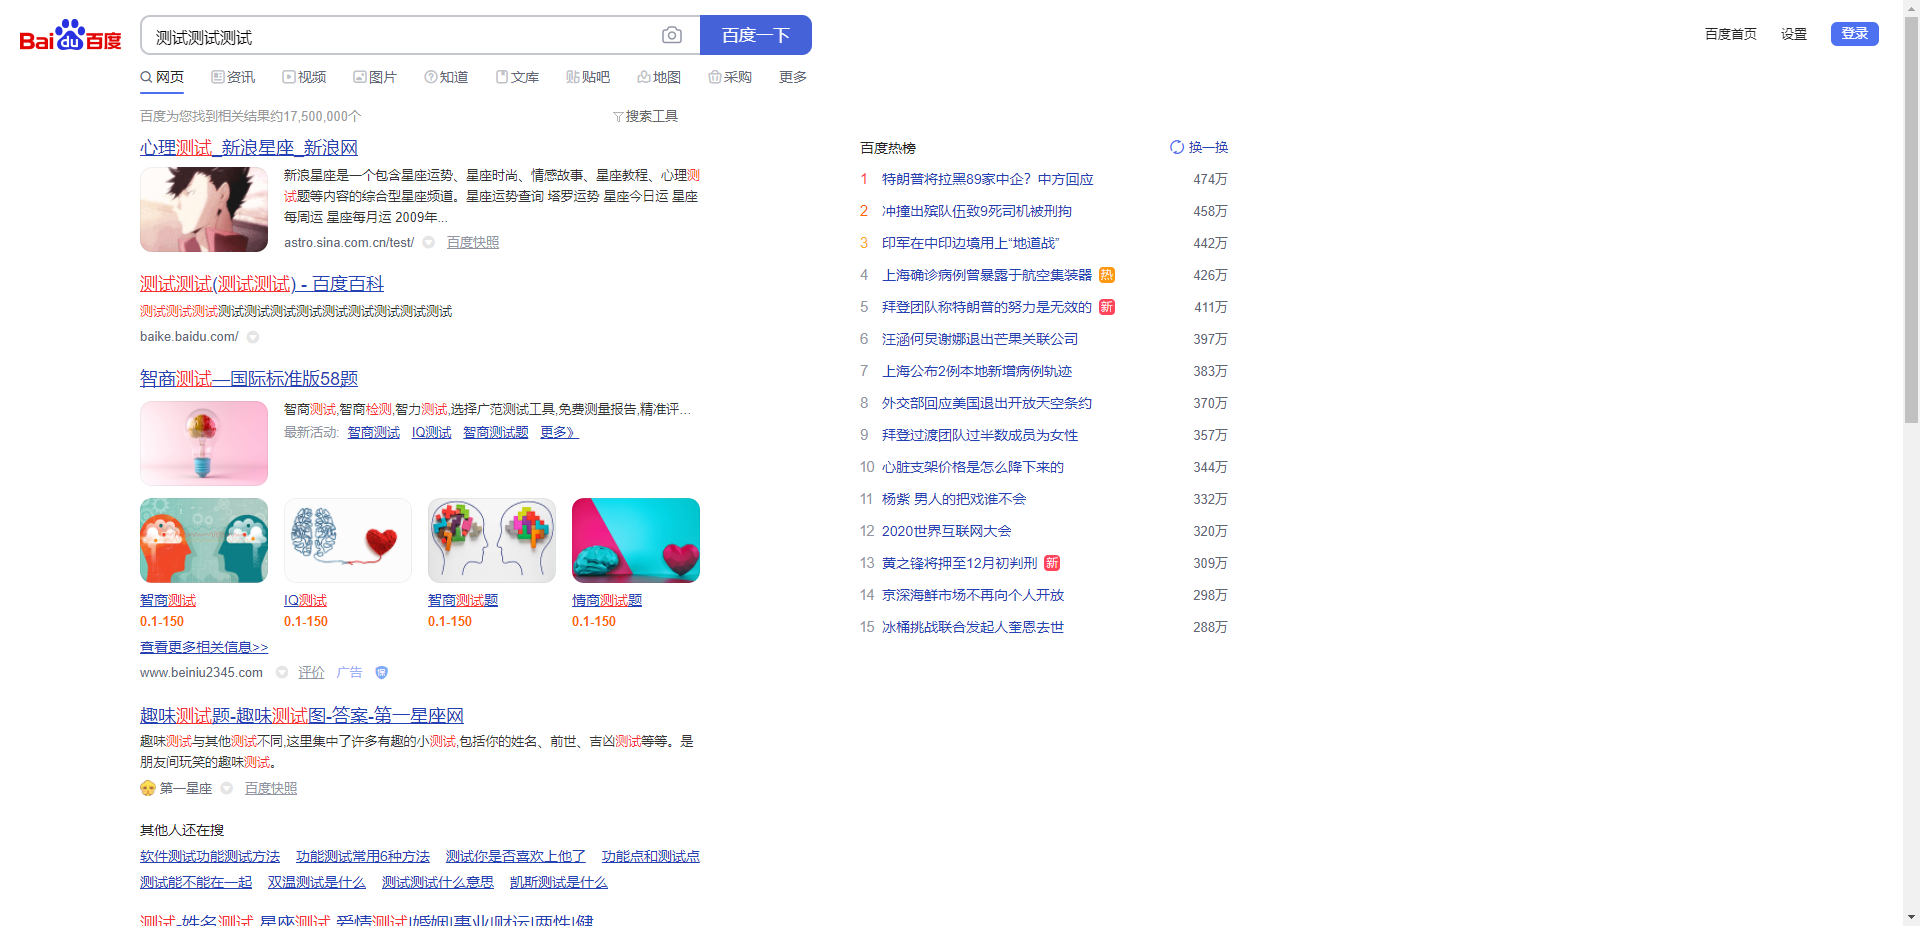 Bai du 百度
测试测试测试
百度一下
百度首页 设置 登录
网页 资讯 视频 图片 知道 文库 贴吧 地图 采购 更多
百度为您找到相关结果约17,500,000个
搜索工具
心理测试_新浪星座_新浪网
新浪星座是一个包含星座运势、星座时尚、情感故事、星座教程、心理测
试题等内容的综合型星座频道。星座运势查询 塔罗运势 星座今日运 星座
每周运 星座每月运 2009年...
astro.sina.com.cn/test/ 百度快照
测试测试(测试测试) - 百度百科
测试测试测试测试测试测试测试测试测试测试测试测试
baike.baidu.com/
智商测试—国际标准版58题
智商测试,智商检测,智力测试,选择广范测试工具,免费测量报告,精准评...
最新活动: 智商测试 IQ测试 智商测试题 更多》
智商测试 IQ测试 智商测试题 情商测试题
0.1-150 0.1-150 0.1-150 0.1-150
查看更多相关信息>>
www.beiniu2345.com 评价 广告 保
趣味测试题-趣味测试图-答案-第一星座网
趣味测试与其他测试不同,这里集中了许多有趣的小测试,包括你的姓名、前世、吉凶测试等等。是
朋友间玩笑的趣味测试。
第一星座 百度快照
其他人还在搜
软件测试功能测试方法 功能测试常用6种方法 测试你是否喜欢上他了 功能点和测试点
测试能不能在一起 双温测试是什么 测试测试什么意思 凯斯测试是什么
测试-姓名测试,星座测试,爱情测试|婚姻|事业|财运|两性|健
百度热榜 换一换
1 特朗普将拉黑89家中企？中方回应 474万
2 冲撞出殡队伍致9死司机被刑拘 458万
3 印军在中印边境用上“地道战” 442万
4 上海确诊病例曾暴露于航空集装器 热 426万
5 拜登团队称特朗普的努力是无效的 新 411万
6 汪涵何炅谢娜退出芒果关联公司 397万
7 上海公布2例本地新增病例轨迹 383万
8 外交部回应美国退出开放天空条约 370万
9 拜登过渡团队过半数成员为女性 357万
10 心脏支架价格是怎么降下来的 344万
11 杨紫 男人的把戏谁不会 332万
12 2020世界互联网大会 320万
13 黄之锋将押至12月初判刑 新 309万
14 京深海鲜市场不再向个人开放 298万
15 冰桶挑战联合发起人奎恩去世 288万